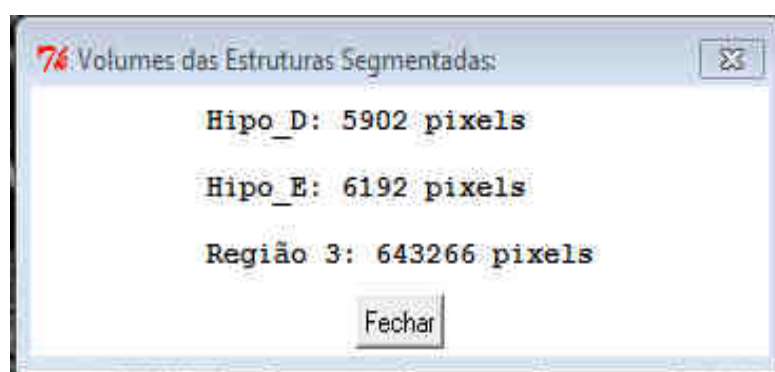 Volumes das Estruturas Segmentadas:
Hipo_D: 5902 pixels
Hipo_E: 6192 pixels
Região 3: 643266 pixels
Fechar